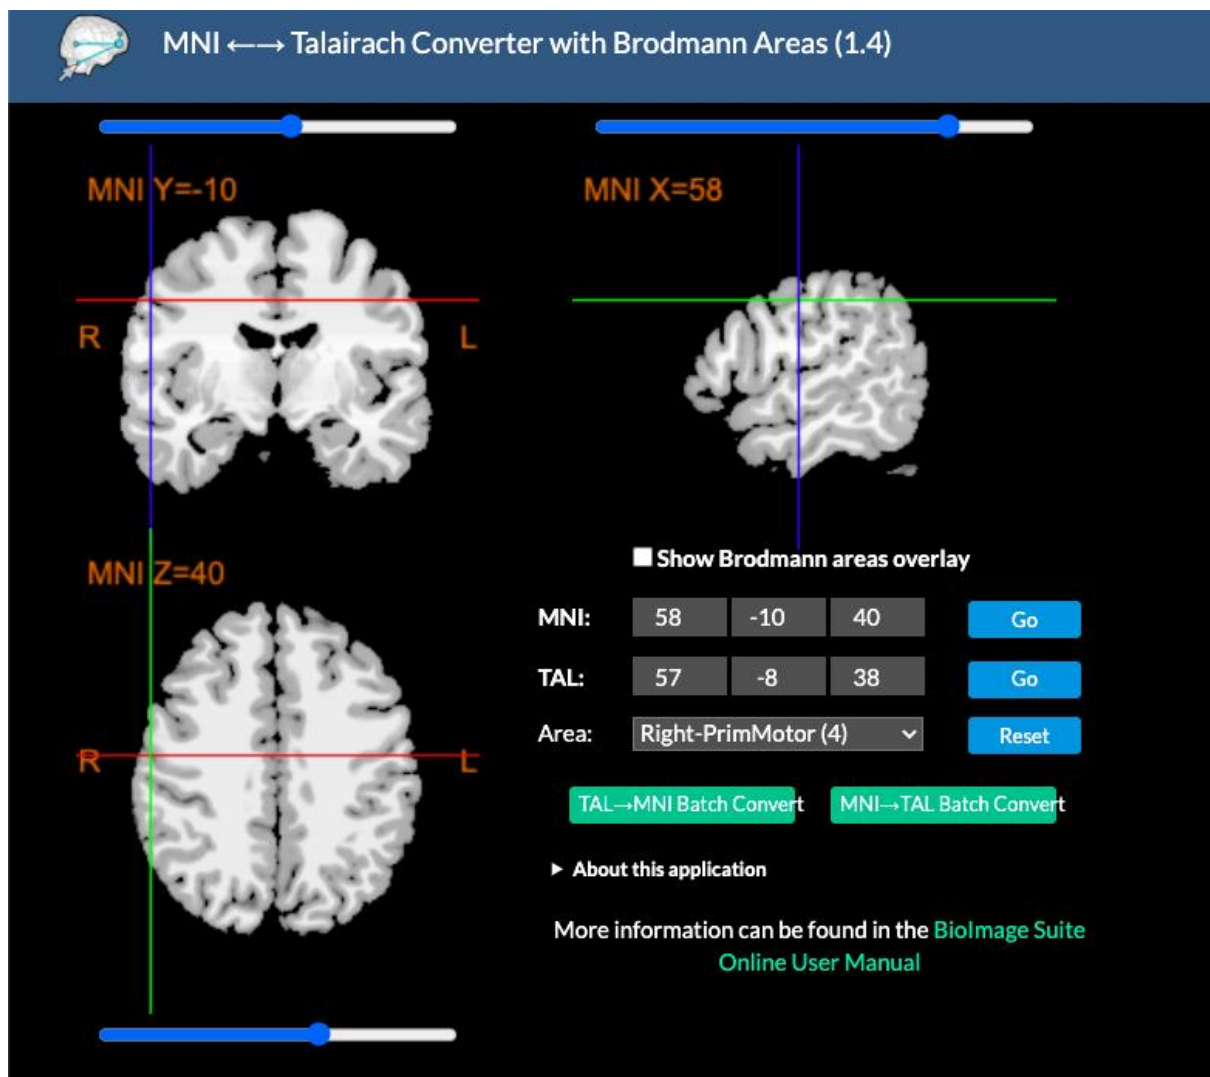 MNI ←→ Talairach Converter with Brodmann Areas (1.4)
MNI Y=-10
MNI X=58
R
L
MNI Z=40
R
L
Show Brodmann areas overlay
MNI: 58 -10 40 Go
TAL: 57 -8 38 Go
Area: Right-PrimMotor (4) Reset
TAL→MNI Batch Convert MNI→TAL Batch Convert
About this application
More information can be found in the BioImage Suite
Online User Manual